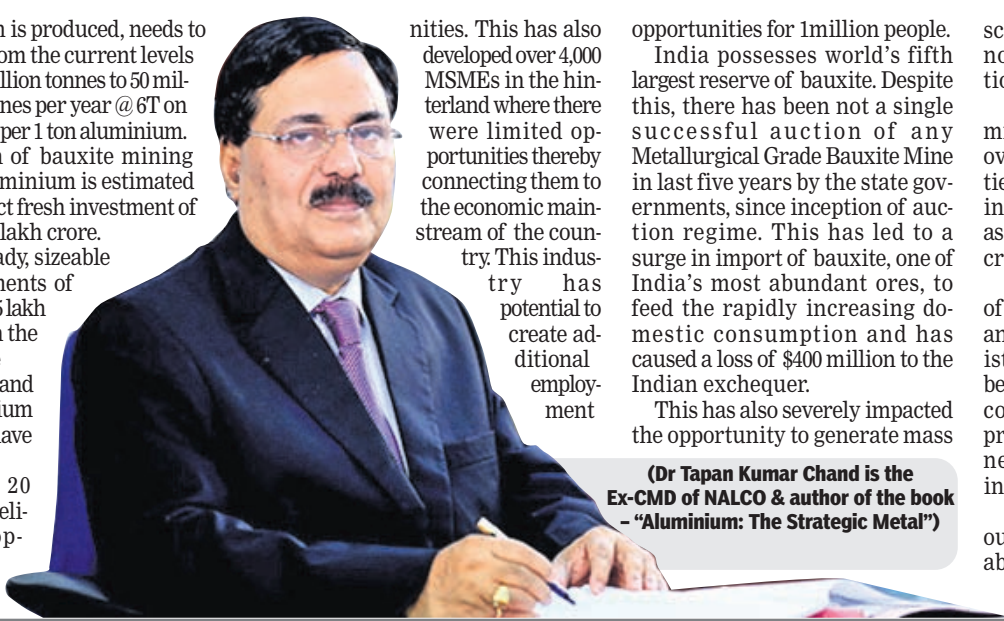 is produced, needs to
om the current levels
illion tonnes to 50 mil-
nes per year @ 6T on
per 1 ton aluminium.
of bauxite mining
minium is estimated
ct fresh investment of
lakh crore.
ady, sizeable
nents of
5 lakh
the
and
ium
ave
20
eli-
op-
nities. This has also
developed over 4,000
MSMEs in the hin-
terland where there
were limited op-
portunities thereby
connecting them to
the economic main-
stream of the coun-
try. This indus-
try has
potential to
create ad-
ditional
employ-
ment
opportunities for 1million people.
India possesses world's fifth
largest reserve of bauxite. Despite
this, there has been not a single
successful auction of any
Metallurgical Grade Bauxite Mine
in last five years by the state gov-
ernments, since inception of auc-
tion regime. This has led to a
surge in import of bauxite, one of
India's most abundant ores, to
feed the rapidly increasing do-
mestic consumption and has
caused a loss of $400 million to the
Indian exchequer.
This has also severely impacted
the opportunity to generate mass
(Dr Tapan Kumar Chand is the
Ex-CMD of NALCO & author of the book
– "Aluminium: The Strategic Metal")
sc
no
tic
mi
ov
tie
in
as
cr
of
an
ist
be
co
pr
ne
in
ou
ab